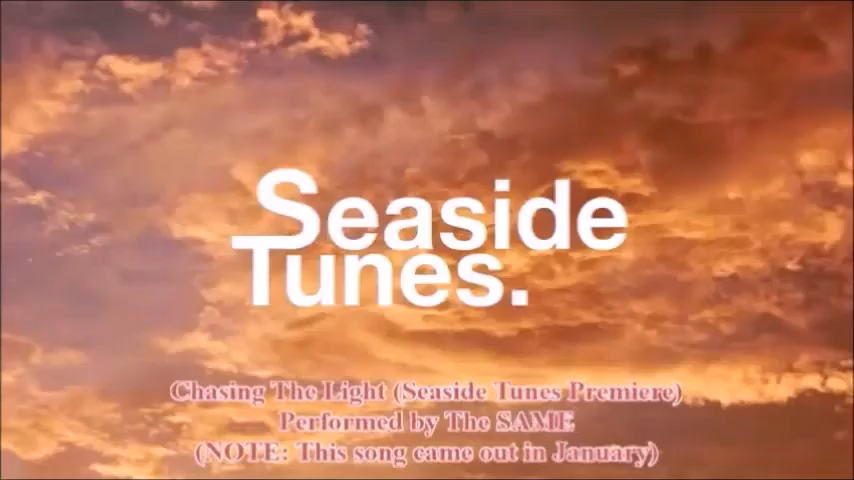 Seaside
Tunes.
Chasing The Light (Seaside Tunes Premiere)
Performed by The SAME
(NOTE: This song came out in January)